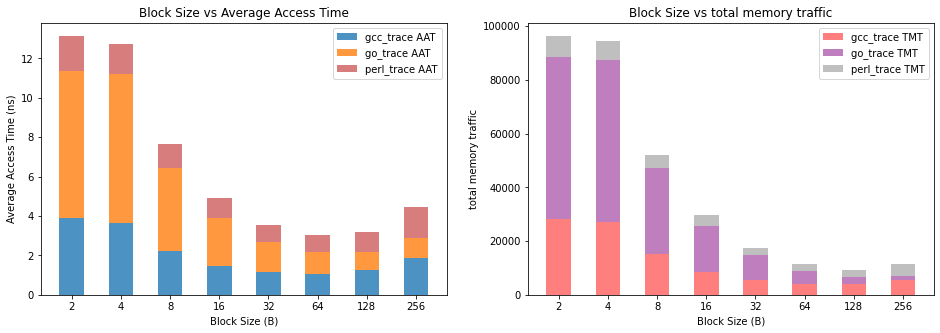 Block Size vs Average Access Time
gcc_trace AAT
go_trace AAT
perl_trace AAT
Average Access Time (ns)
12
10
8
6
4
2
0
2 4 8 16 32 64 128 256
Block Size (B)
Block Size vs total memory traffic
gcc_trace TMT
go_trace TMT
perl_trace TMT
total memory traffic
100000
80000
60000
40000
20000
0
2 4 8 16 32 64 128 256
Block Size (B)